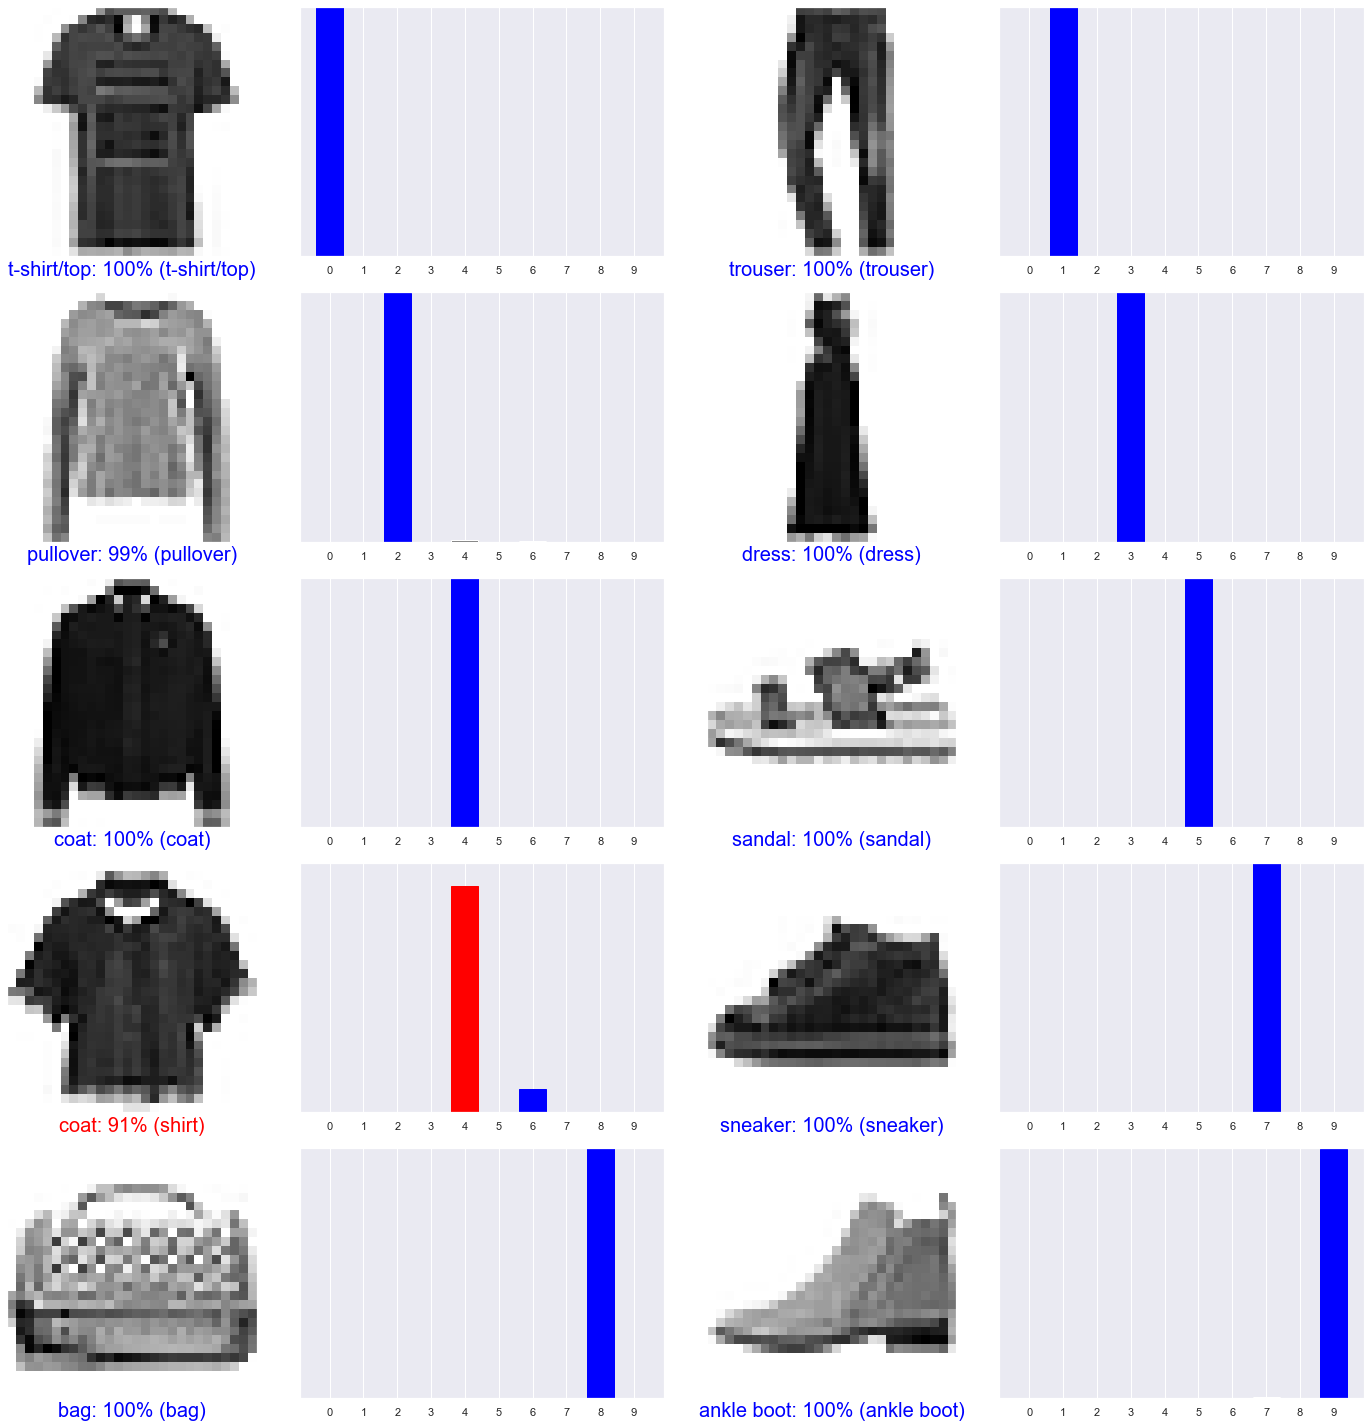 0 1 2 3 4 5 6 7 8 9
0 1 2 3 4 5 6 7 8 9
t-shirt/top: 100% (t-shirt/top)
trouser: 100% (trouser)
0 1 2 3 4 5 6 7 8 9
0 1 2 3 4 5 6 7 8 9
pullover: 99% (pullover)
dress: 100% (dress)
0 1 2 3 4 5 6 7 8 9
0 1 2 3 4 5 6 7 8 9
coat: 100% (coat)
sandal: 100% (sandal)
0 1 2 3 4 5 6 7 8 9
0 1 2 3 4 5 6 7 8 9
coat: 91% (shirt)
sneaker: 100% (sneaker)
0 1 2 3 4 5 6 7 8 9
0 1 2 3 4 5 6 7 8 9
bag: 100% (bag)
ankle boot: 100% (ankle boot)